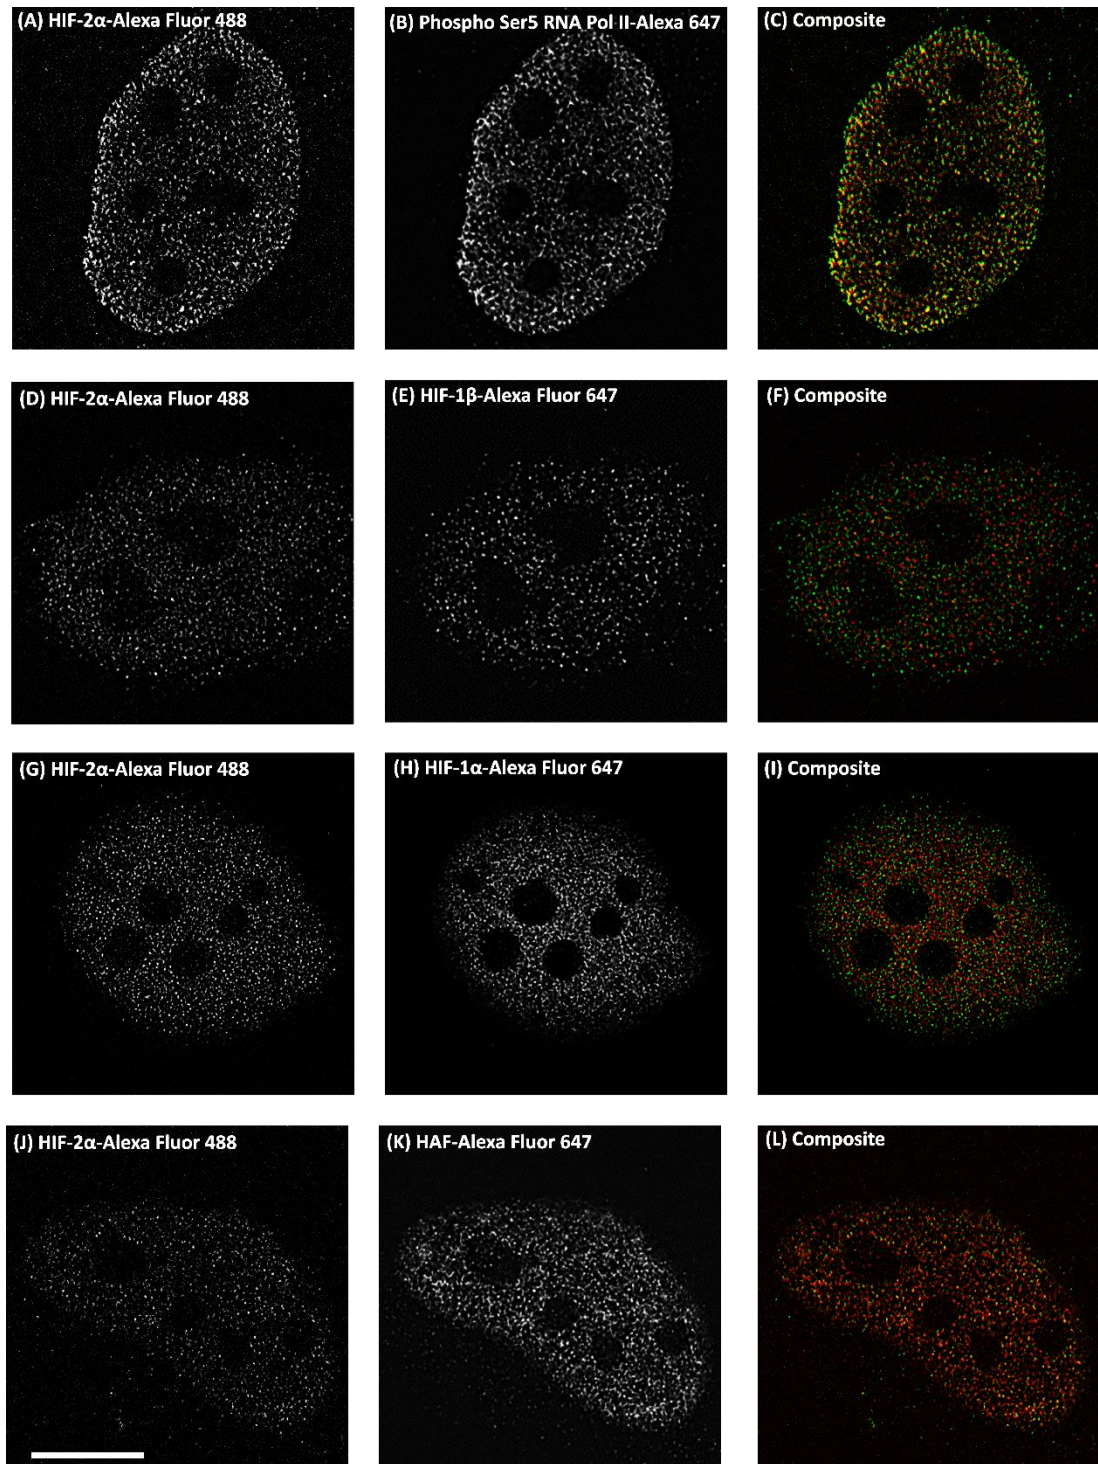 (A) HIF-2α-Alexa Fluor 488
(B) Phospho Ser5 RNA Pol II-Alexa 647
(C) Composite
(D) HIF-2α-Alexa Fluor 488
(E) HIF-1β-Alexa Fluor 647
(F) Composite
(G) HIF-2α-Alexa Fluor 488
(H) HIF-1α-Alexa Fluor 647
(I) Composite
(J) HIF-2α-Alexa Fluor 488
(K) HAF-Alexa Fluor 647
(L) Composite